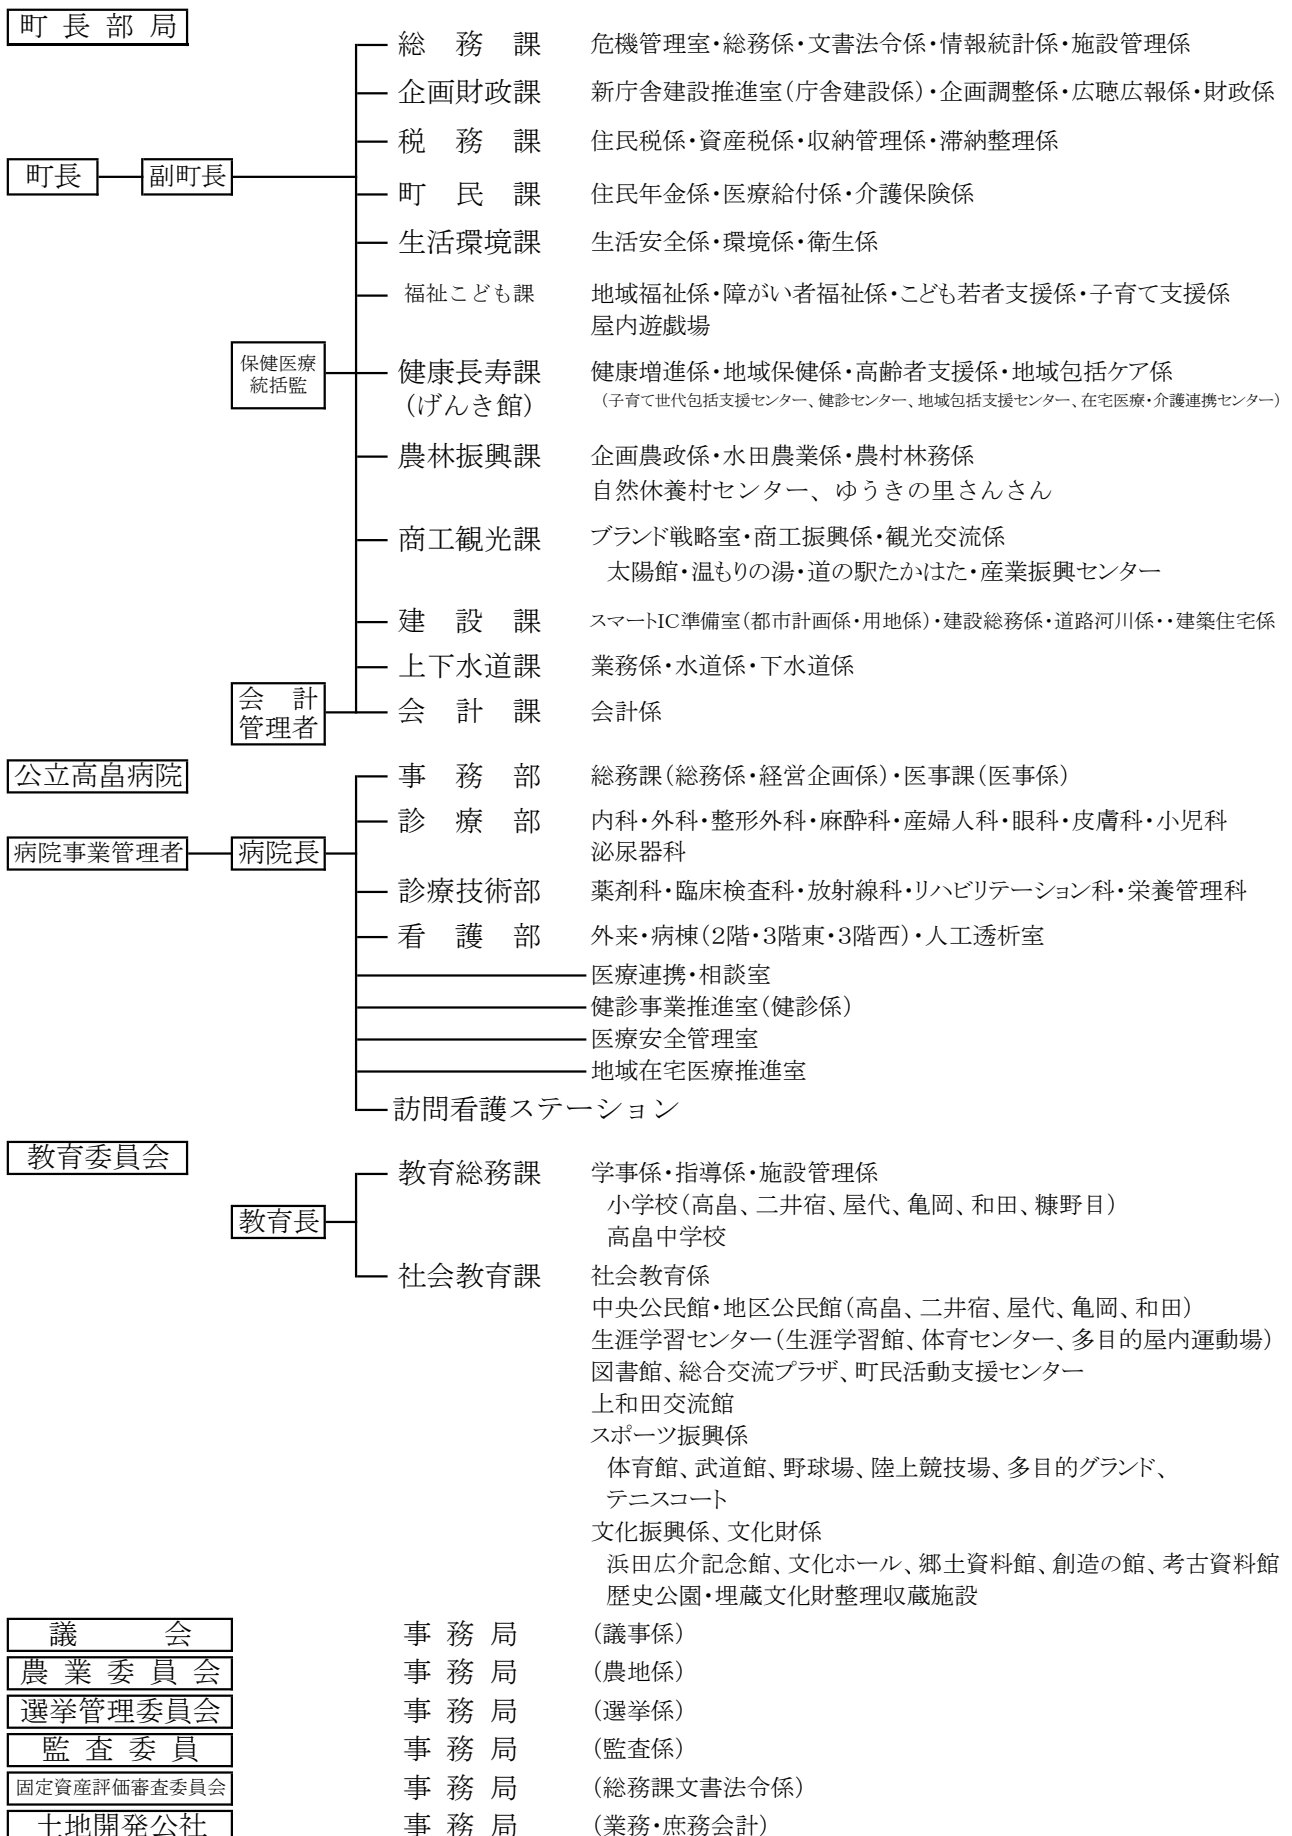 町長部局
総務課 危機管理室・総務係・文書法令係・情報統計係・施設管理係
企画財政課 新庁舎建設推進室(庁舎建設係)・企画調整係・広聴広報係・財政係
税務課 住民税係・資産税係・収納管理係・滞納整理係
町長 副町長
町民課 住民年金係・医療給付係・介護保険係
生活環境課 生活安全係・環境係・衛生係
福祉こども課 地域福祉係・障がい者福祉係・こども若者支援係・子育て支援係
屋内遊戯場
保健医療
統括監
健康長寿課 健康増進係・地域保健係・高齢者支援係・地域包括ケア係
(げんき館) (子育て世代包括支援センター、健診センター、地域包括支援センター、在宅医療・介護連携センター)
農林振興課 企画農政係・水田農業係・農村林務係
自然休養村センター、ゆうきの里さんさん
商工観光課 ブランド戦略室・商工振興係・観光交流係
太陽館・温もりの湯・道の駅たかはた・産業振興センター
建設課 スマートIC準備室(都市計画係・用地係)・建設総務係・道路河川係・・建築住宅係
上下水道課 業務係・水道係・下水道係
会計
管理者
会計課 会計係
公立高畠病院
事務部 総務課(総務係・経営企画係)・医事課(医事係)
診療部 内科・外科・整形外科・麻酔科・産婦人科・眼科・皮膚科・小児科
泌尿器科
病院事業管理者 病院長
診療技術部 薬剤科・臨床検査科・放射線科・リハビリテーション科・栄養管理科
看護部 外来・病棟(2階・3階東・3階西)・人工透析室
医療連携・相談室
健診事業推進室(健診係)
医療安全管理室
地域在宅医療推進室
訪問看護ステーション
教育委員会
教育総務課 学事係・指導係・施設管理係
小学校(高畠、二井宿、屋代、亀岡、和田、糠野目)
教育長
高畠中学校
社会教育課 社会教育係
中央公民館・地区公民館(高畠、二井宿、屋代、亀岡、和田)
生涯学習センター(生涯学習館、体育センター、多目的屋内運動場)
図書館、総合交流プラザ、町民活動支援センター
上和田交流館
スポーツ振興係
体育館、武道館、野球場、陸上競技場、多目的グランド、
テニスコート
文化振興係、文化財係
浜田広介記念館、文化ホール、郷土資料館、創造の館、考古資料館
歴史公園・埋蔵文化財整理収蔵施設
議会 事務局 (議事係)
農業委員会 事務局 (農地係)
選挙管理委員会 事務局 (選挙係)
監査委員 事務局 (監査係)
固定資産評価審査委員会 事務局 (総務課文書法令係)
土地開発公社 事務局 (業務・庶務会計)